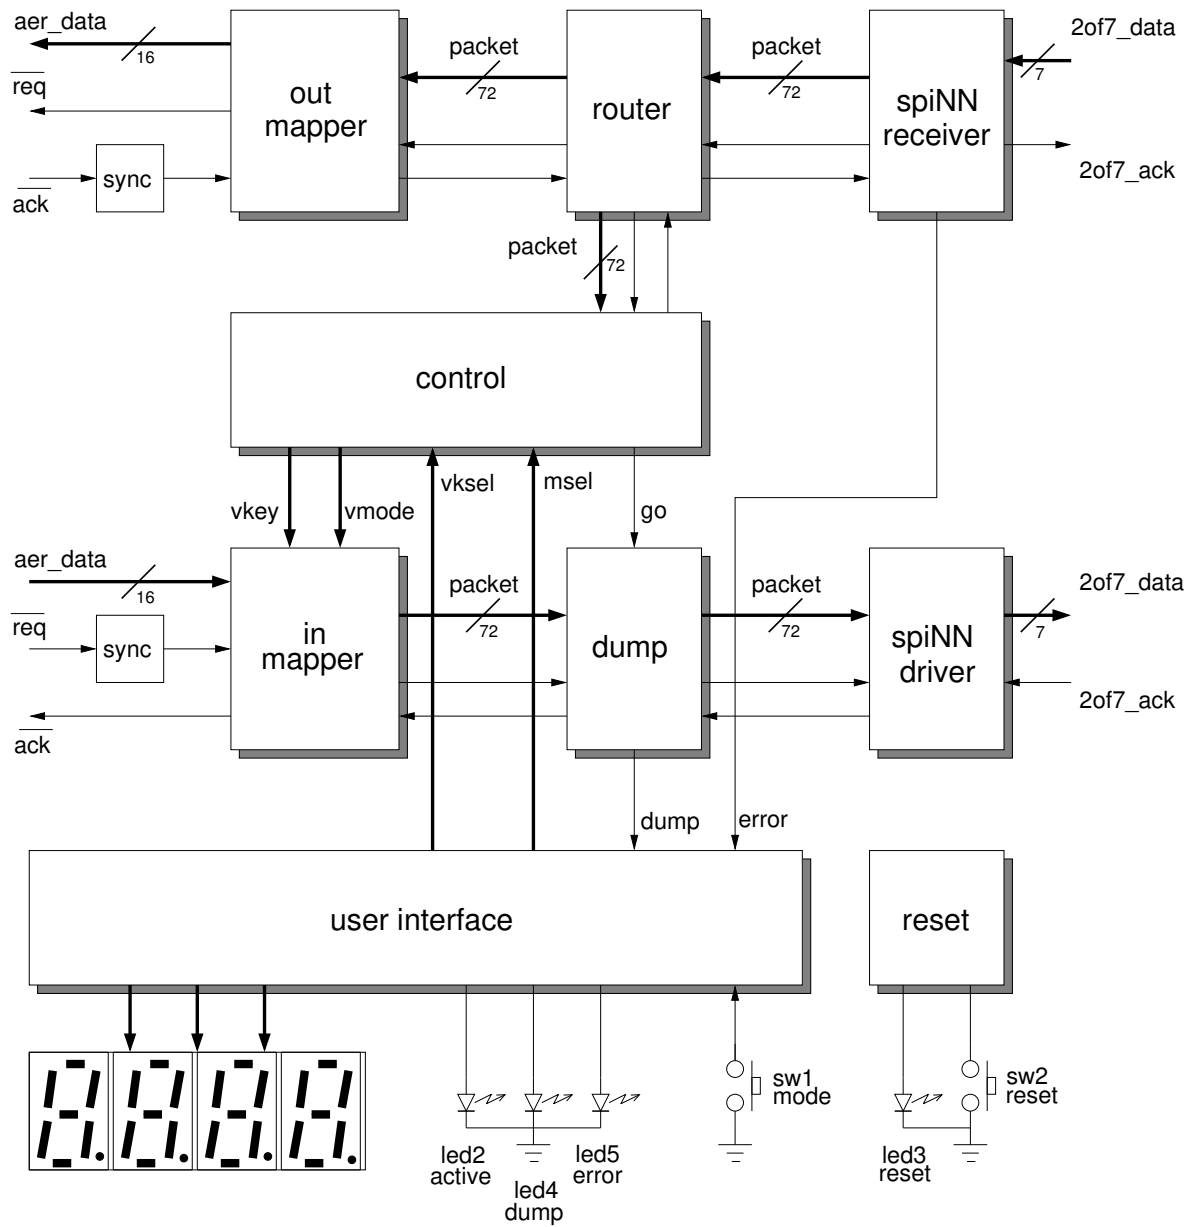 aer_data
16
req
ack
sync
out
mapper
packet
72
router
packet
72
spiNN
receiver
2of7_data
7
2of7_ack
packet
72
control
vkey
vmode
vksel
msel
go
aer_data
16
req
sync
ack
in
mapper
packet
72
dump
packet
72
spiNN
driver
2of7_data
7
2of7_ack
dump
error
user interface
reset
led2
active
led4
dump
led5
error
sw1
mode
led3
reset
sw2
reset